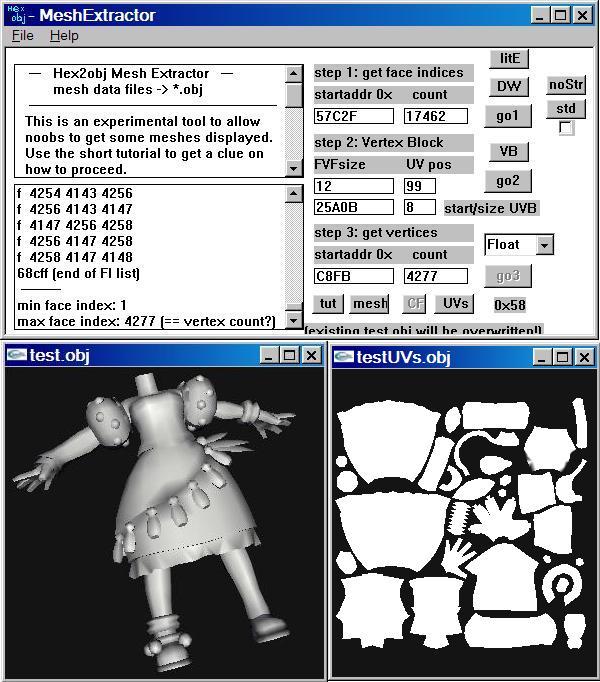 Hex obj - MeshExtractor
File Help
— Hex2obj Mesh Extractor —
mesh data files -> *.obj
This is an experimental tool to allow
noobs to get some meshes displayed.
Use the short tutorial to get a clue on
how to proceed.
f 4254 4143 4256
f 4256 4143 4147
f 4147 4256 4258
f 4256 4147 4258
f 4258 4147 4148
68cff (end of FI list)
min face index: 1
max face index: 4277 (== vertex count?)
step 1: get face indices
startaddr 0x count
57C2F 17462
step 2: Vertex Block
FVFsize UV pos
12 99
25A0B 8 start/size UVB
step 3: get vertices
startaddr 0x count
C8FB 4277
tut mesh CF UVs
(existing test.obj will be overwritten!)
litE
DW
go1
VB
go2
noStr
std
Float
go3
0x58
test.obj
testUVs.obj